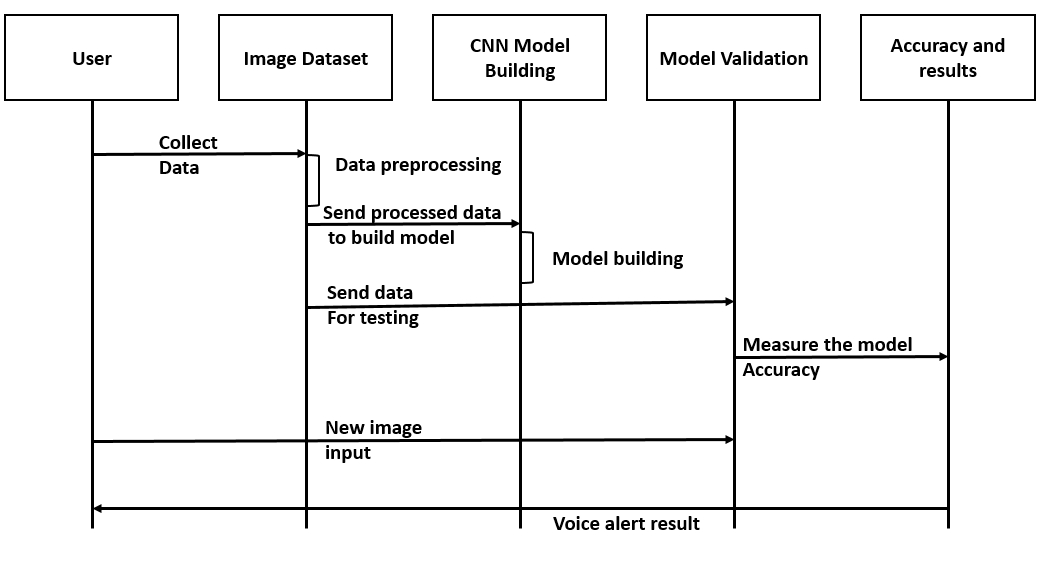 User
Image Dataset
CNN Model
Building
Model Validation
Accuracy and
results
Collect
Data
Data preprocessing
Send processed data
to build model
Model building
Send data
For testing
Measure the model
Accuracy
New image
input
Voice alert result